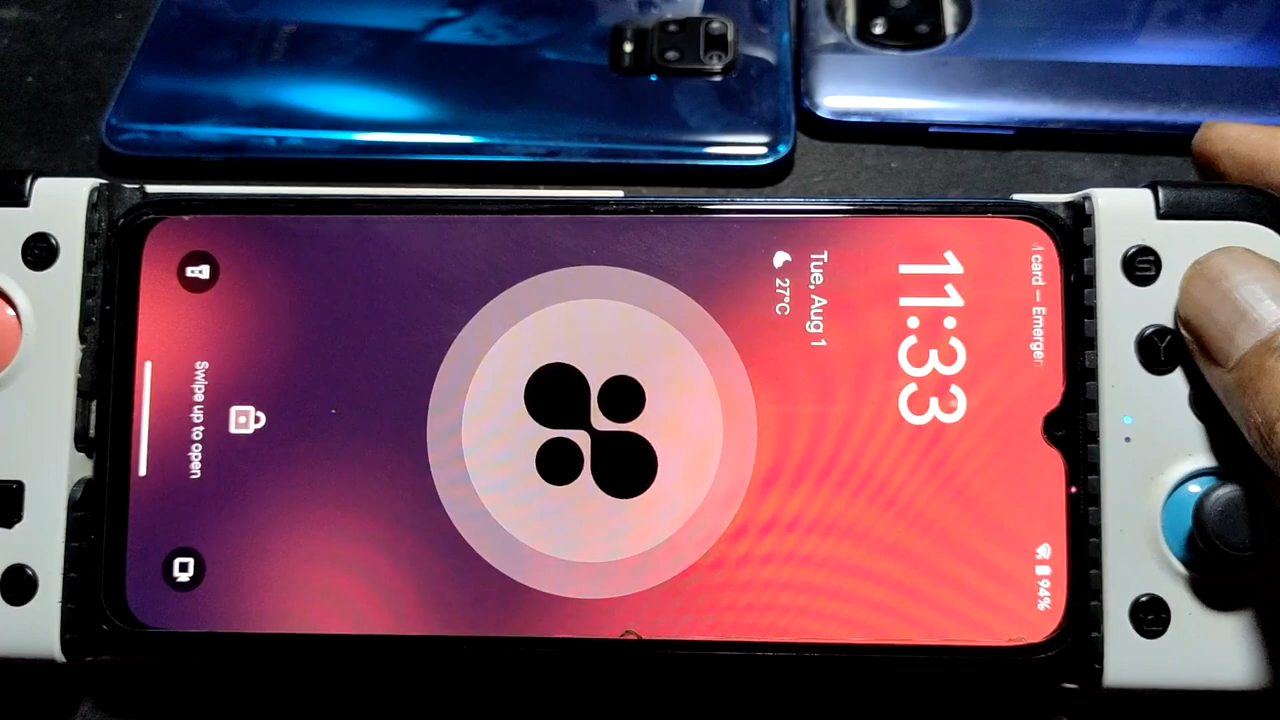 card – Emergen
94%
11:33
Tue, Aug 1
27°C
Swipe up to open
S
Y